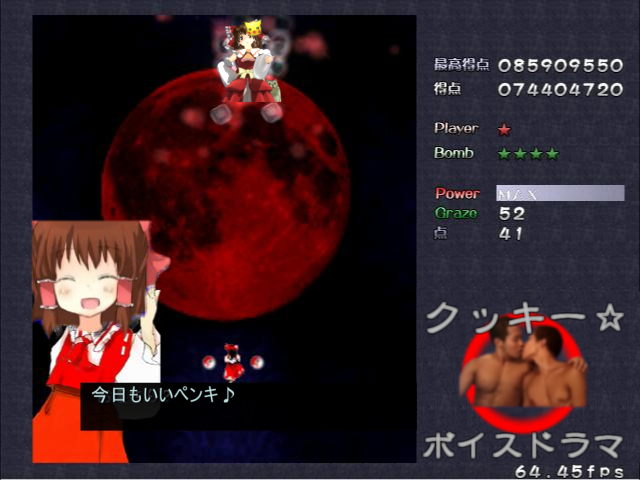 最高得点 085909550
得点 074404720
Player ★
Bomb ★★★★
Power MAX
Graze 52
点 41
今日もいいペンキ♪
クッキー☆
ボイスドラマ
64.45fps